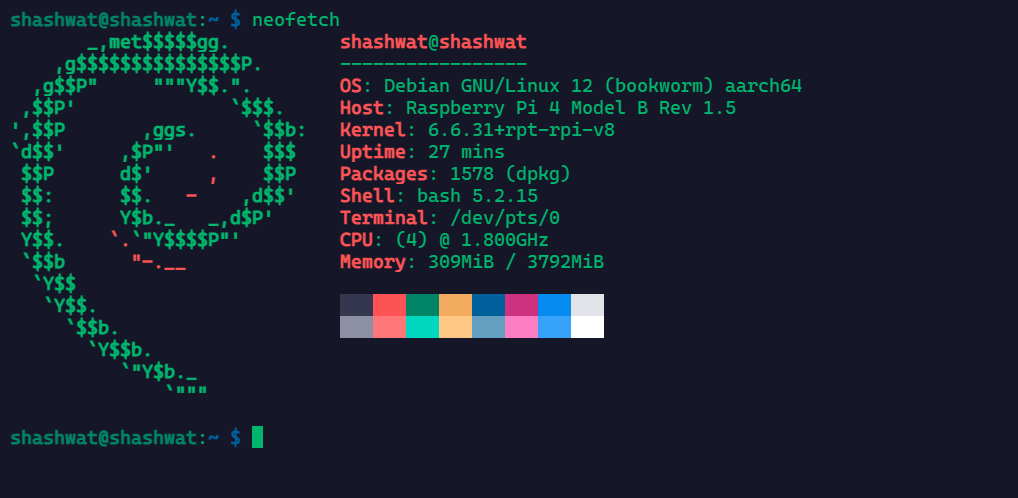 shashwat@shashwat:~ $ neofetch
       _,met$$$$$gg.          shashwat@shashwat
    ,g$$$$$$$$$$$$$$$P.       -----------------
  ,g$$P"     """Y$$.".        OS: Debian GNU/Linux 12 (bookworm) aarch64
 ,$$P'              `$$$.     Host: Raspberry Pi 4 Model B Rev 1.5
',$$P       ,ggs.     `$$b:   Kernel: 6.6.31+rpt-rpi-v8
`d$$'     ,$P"'   .    $$$    Uptime: 27 mins
 $$P      d$'     ,    $$P    Packages: 1578 (dpkg)
 $$:      $$.   -    ,d$$'    Shell: bash 5.2.15
 $$;      Y$b._   _,d$P'      Terminal: /dev/pts/0
 Y$$.    `.`"Y$$$$P"'         CPU: (4) @ 1.800GHz
 `$$b      "-.__              Memory: 309MiB / 3792MiB
  `Y$$
   `Y$$.
     `$$b.
       `Y$$b.
          `"Y$b._
              `"""
shashwat@shashwat:~ $